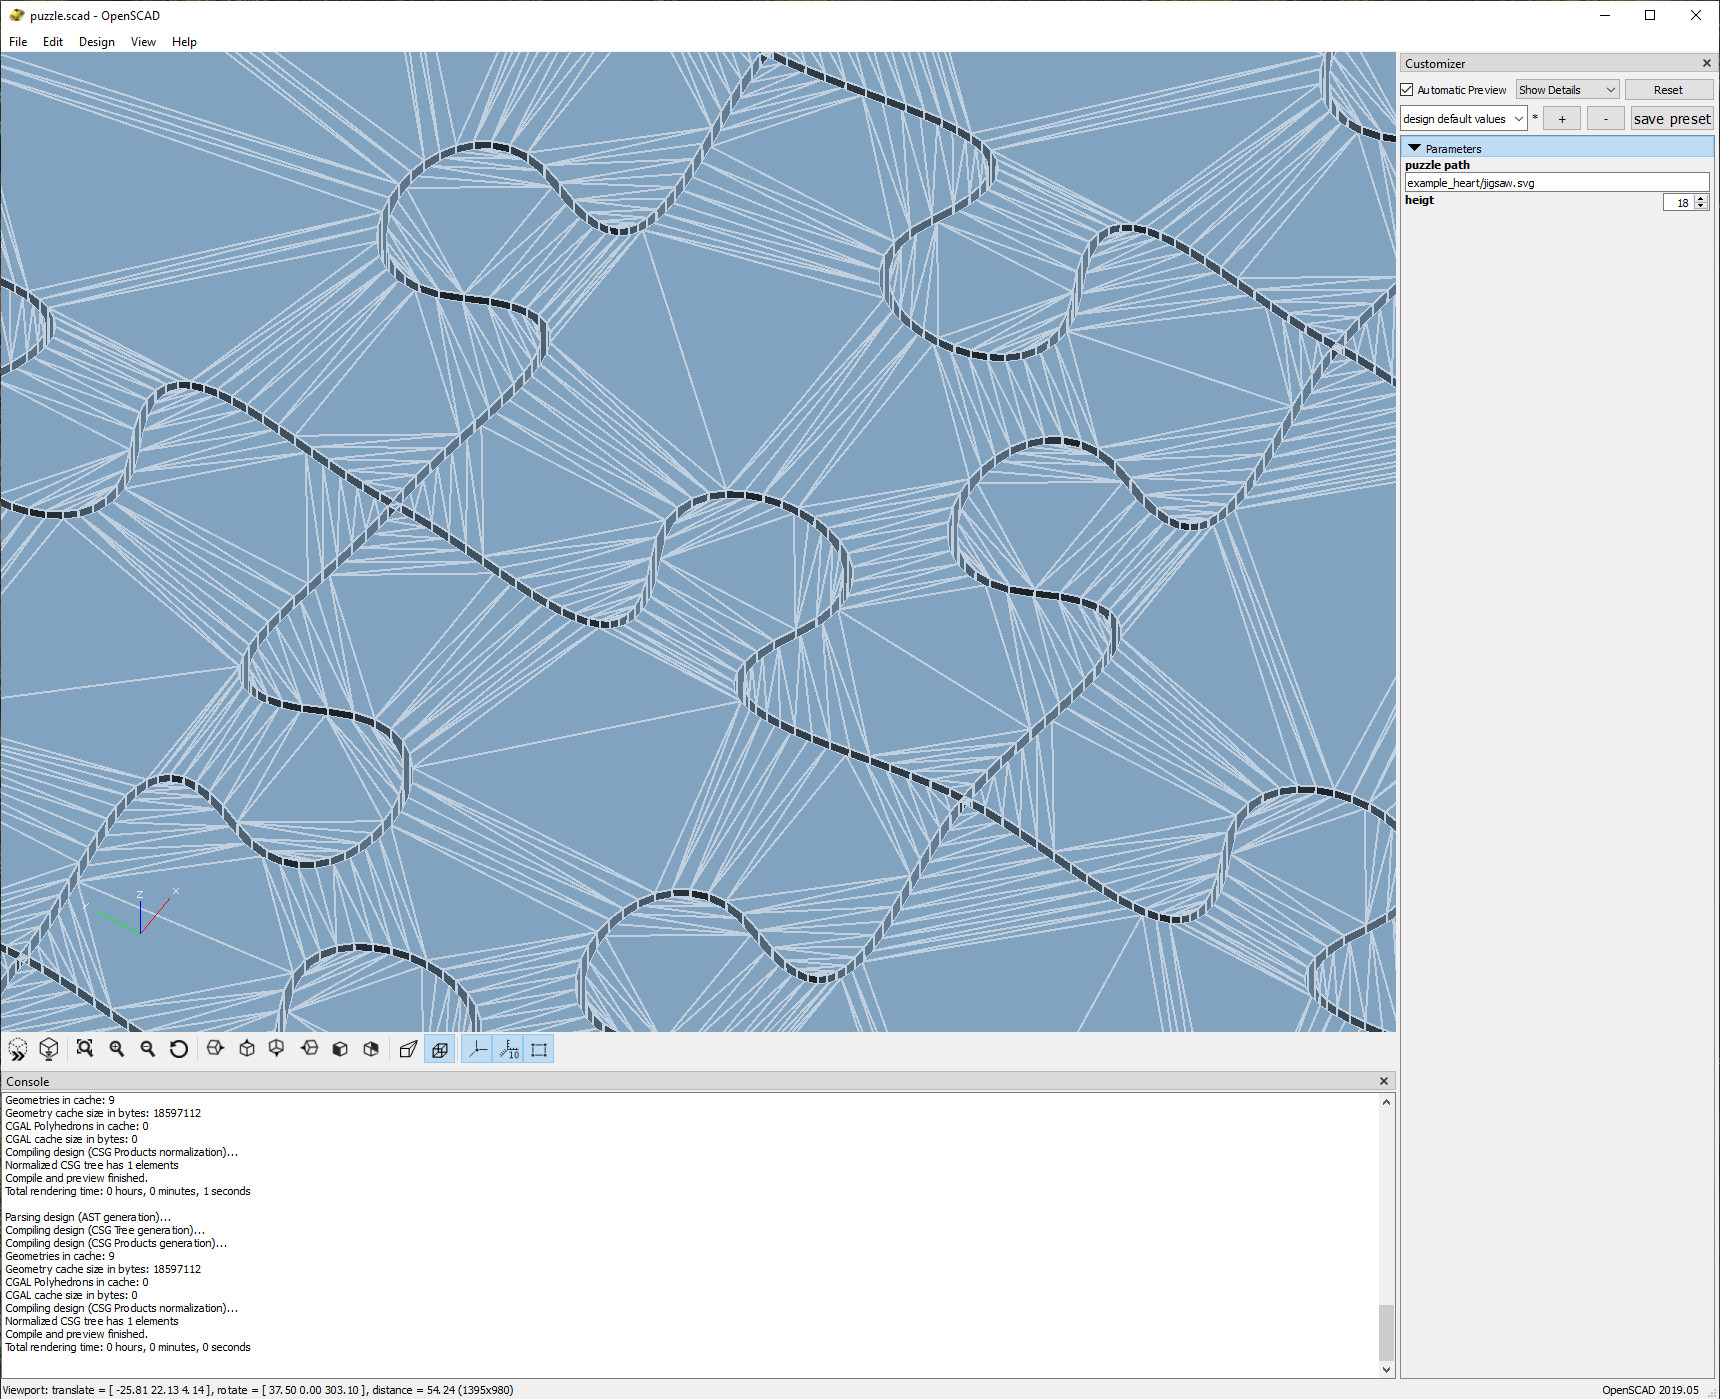 puzzle.scad - OpenSCAD
File Edit Design View Help
Customizer
Automatic Preview Show Details Reset
design default values * + - save preset
Parameters
puzzle path
example_heart/jigsaw.svg
heigt 18
Z
X
Y
10
Console
Geometries in cache: 9
Geometry cache size in bytes: 18597112
CGAL Polyhedrons in cache: 0
CGAL cache size in bytes: 0
Compiling design (CSG Products normalization)...
Normalized CSG tree has 1 elements
Compile and preview finished.
Total rendering time: 0 hours, 0 minutes, 1 seconds
Parsing design (AST generation)...
Compiling design (CSG Tree generation)...
Compiling design (CSG Products generation)...
Geometries in cache: 9
Geometry cache size in bytes: 18597112
CGAL Polyhedrons in cache: 0
CGAL cache size in bytes: 0
Compiling design (CSG Products normalization)...
Normalized CSG tree has 1 elements
Compile and preview finished.
Total rendering time: 0 hours, 0 minutes, 0 seconds
Viewport: translate = [ -25.81 22.13 4.14 ], rotate = [ 37.50 0.00 303.10 ], distance = 54.24 (1395x980)
OpenSCAD 2019.05